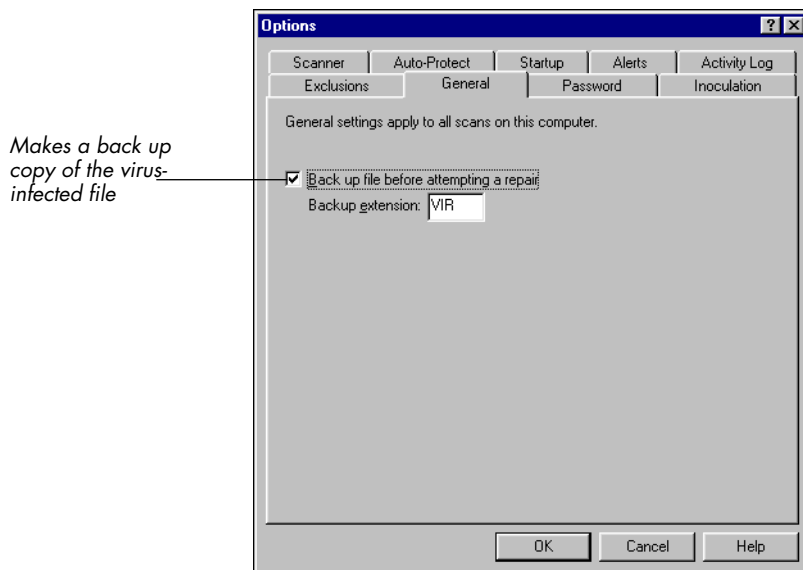 Options
Scanner Auto-Protect Startup Alerts Activity Log
Exclusions General Password Inoculation
General settings apply to all scans on this computer.
Makes a back up
copy of the virus-
infected file
Back up file before attempting a repair
Backup extension: VIR
OK Cancel Help